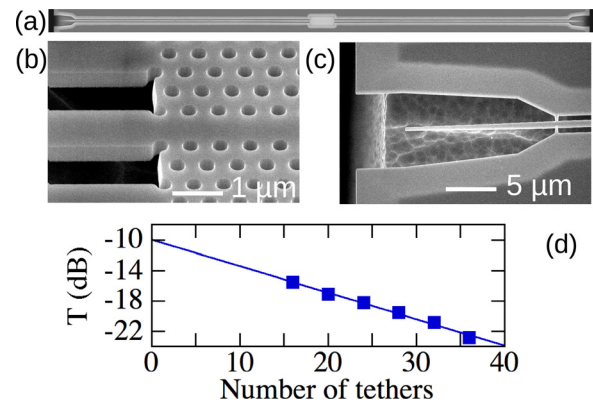 (a)
(b)
(c)
1 µm
5 µm
(d)
T (dB)
-10
-14
-18
-22
0 10 20 30 40
Number of tethers